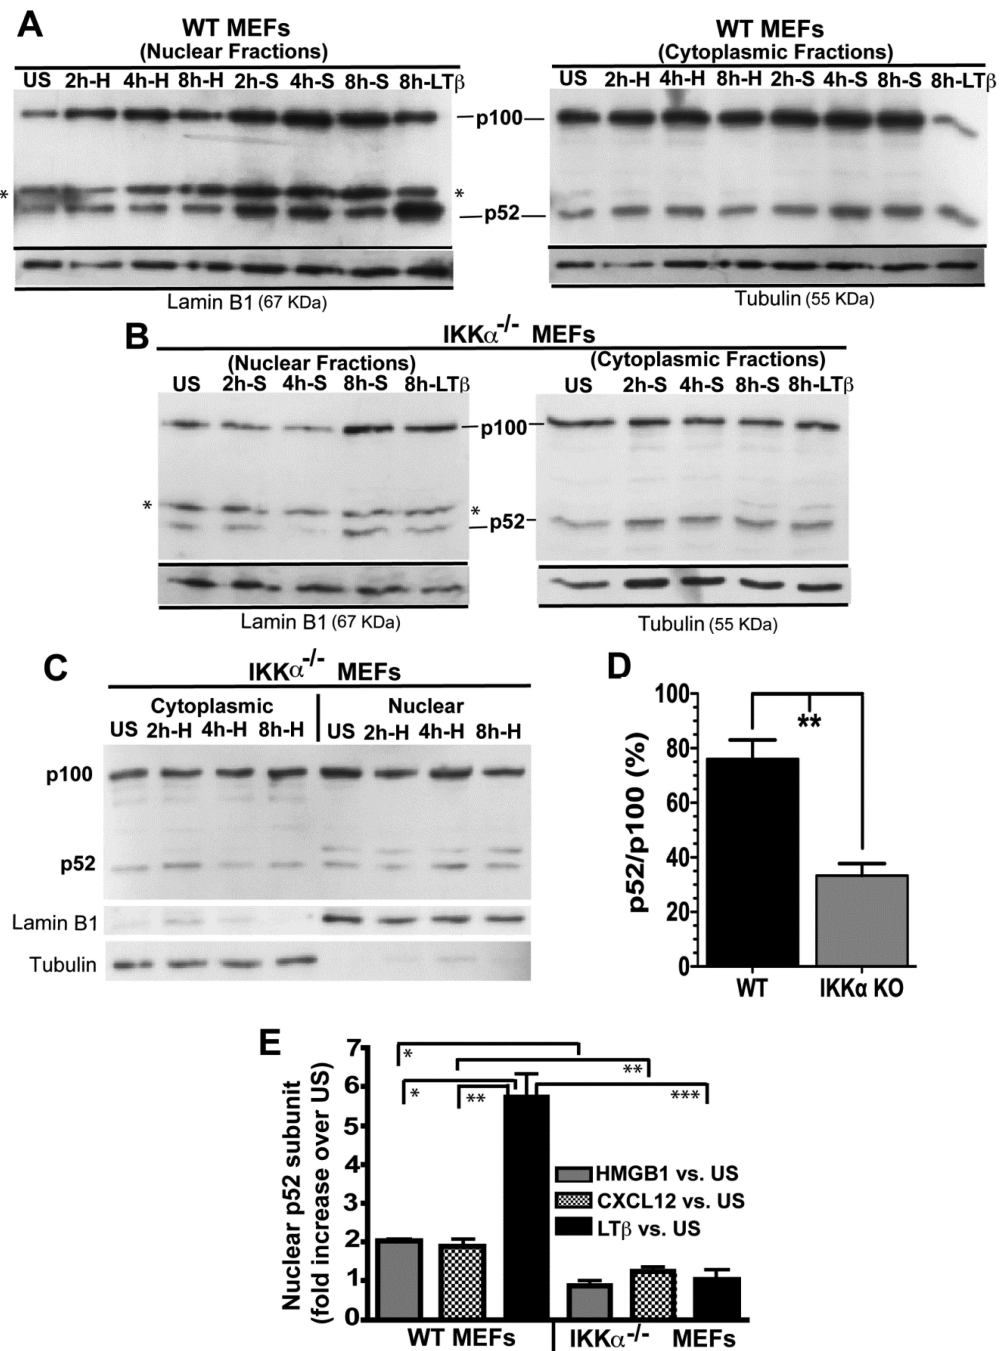 A
WT MEFs
(Nuclear Fractions)
US 2h-H 4h-H 8h-H 2h-S 4h-S 8h-S 8h-LTβ
WT MEFs
(Cytoplasmic Fractions)
US 2h-H 4h-H 8h-H 2h-S 4h-S 8h-S 8h-LTβ
p100
* *
p52
Lamin B1 (67 KDa)
Tubulin (55 KDa)
B
IKKα-/- MEFs
(Nuclear Fractions)
US 2h-S 4h-S 8h-S 8h-LTβ
(Cytoplasmic Fractions)
US 2h-S 4h-S 8h-S 8h-LTβ
p100
* *
p52
Lamin B1 (67 KDa)
Tubulin (55 KDa)
C
IKKα-/- MEFs
Cytoplasmic Nuclear
US 2h-H 4h-H 8h-H US 2h-H 4h-H 8h-H
p100
p52
Lamin B1
Tubulin
D
p52/p100 (%)
100
80
60
40
20
0
**
WT IKKα KO
E
Nuclear p52 subunit
(fold increase over US)
7
6
5
4
3
2
1
0
*
**
* ** ***
HMGB1 vs. US
CXCL12 vs. US
LTβ vs. US
WT MEFs IKKα-/- MEFs